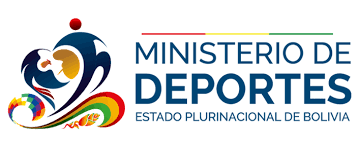 MINISTERIO DE
DEPORTES
ESTADO PLURINACIONAL DE BOLIVIA